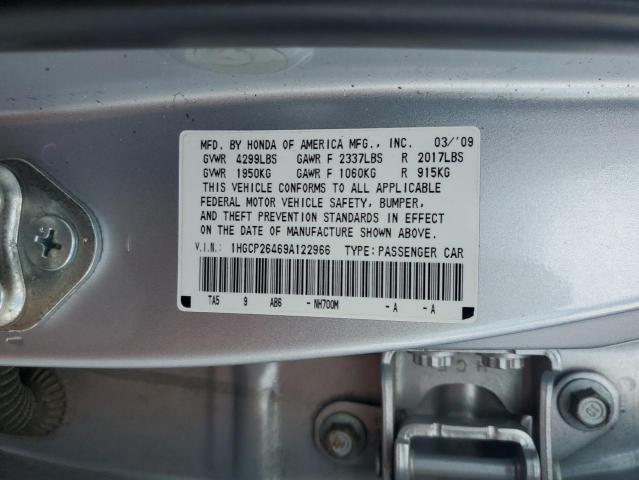 MFD. BY HONDA OF AMERICA MFG., INC. 03/'09
GVWR 4299LBS GAWR F 2337LBS R 2017LBS
GVWR 1950KG GAWR F 1060KG R 915KG
THIS VEHICLE CONFORMS TO ALL APPLICABLE
FEDERAL MOTOR VEHICLE SAFETY, BUMPER,
AND THEFT PREVENTION STANDARDS IN EFFECT
ON THE DATE OF MANUFACTURE SHOWN ABOVE.
V.I.N.: 1HGCP26469A122966 TYPE: PASSENGER CAR
TA5 9 AB6 - NH700M - A - A